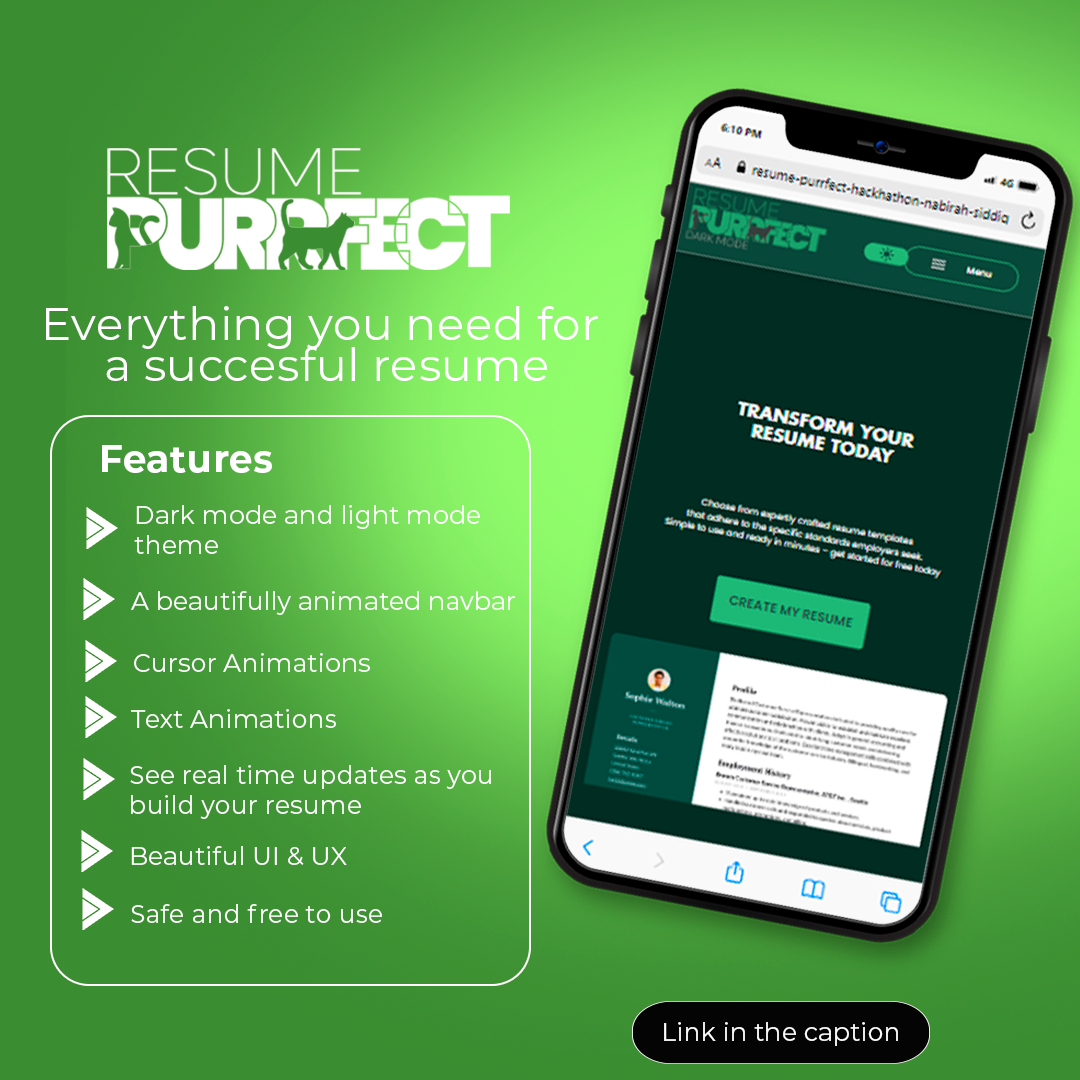 RESUME
PURRFECT
Everything you need for
a succesful resume
Features
Dark mode and light mode
theme
A beautifully animated navbar
Cursor Animations
Text Animations
See real time updates as you
build your resume
Beautiful UI & UX
Safe and free to use
6:10 PM
4G
AA
resume-purrfect-hackhathon-nabirah-siddiq
RESUME
PURRFECT
DARK MODE
Menu
TRANSFORM YOUR
RESUME TODAY
Choose from expertly crafted resume templates
that adhere to the specific standards employers seek.
Simple to use and ready in minutes – get started for free today
CREATE MY RESUME
Sophie Walton
Details
Profile
Employment History
Link in the caption